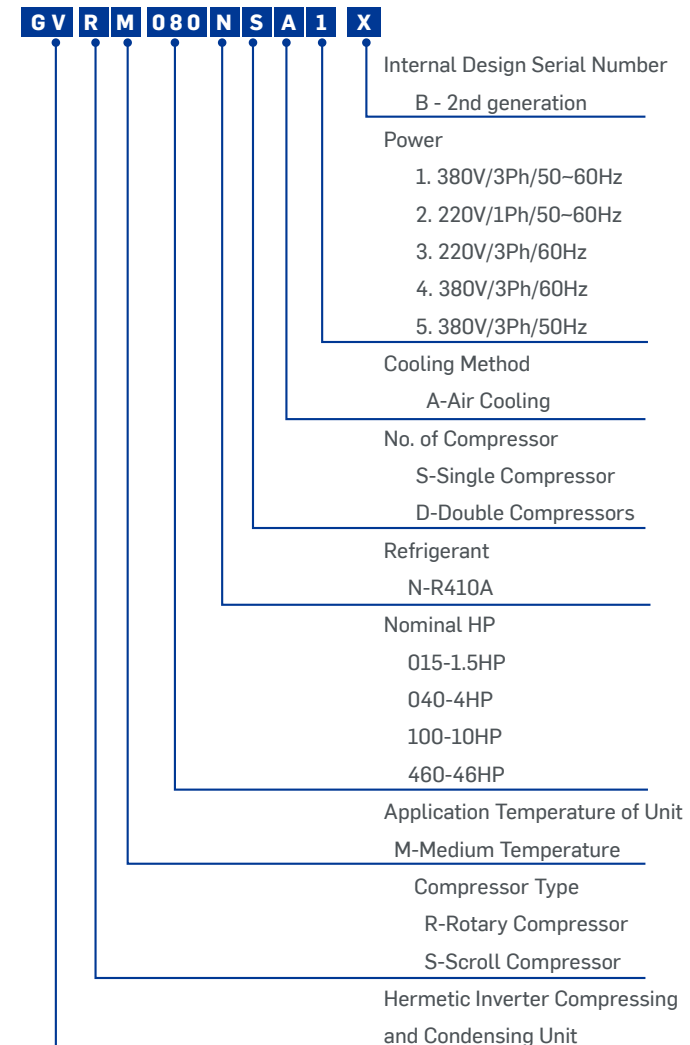 GV R M 080 N S A 1 X
Internal Design Serial Number
B - 2nd generation
Power
1. 380V/3Ph/50~60Hz
2. 220V/1Ph/50~60Hz
3. 220V/3Ph/60Hz
4. 380V/3Ph/60Hz
5. 380V/3Ph/50Hz
Cooling Method
A-Air Cooling
No. of Compressor
S-Single Compressor
D-Double Compressors
Refrigerant
N-R410A
Nominal HP
015-1.5HP
040-4HP
100-10HP
460-46HP
Application Temperature of Unit
M-Medium Temperature
Compressor Type
R-Rotary Compressor
S-Scroll Compressor
Hermetic Inverter Compressing
and Condensing Unit